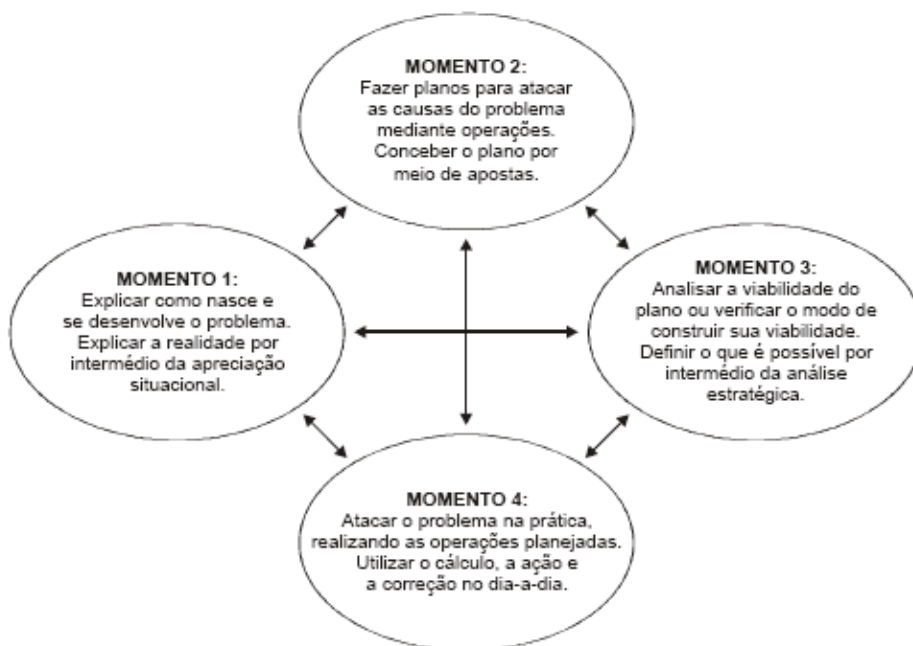 MOMENTO 2:
Fazer planos para atacar
as causas do problema
mediante operações.
Conceber o plano por
meio de apostas.
MOMENTO 1:
Explicar como nasce e
se desenvolve o problema.
Explicar a realidade por
intermédio da apreciação
situacional.
MOMENTO 3:
Analisar a viabilidade do
plano ou verificar o modo de
construir sua viabilidade.
Definir o que é possível por
intermédio da análise
estratégica.
MOMENTO 4:
Atacar o problema na prática,
realizando as operações planejadas.
Utilizar o cálculo, a ação e
a correção no dia-a-dia.